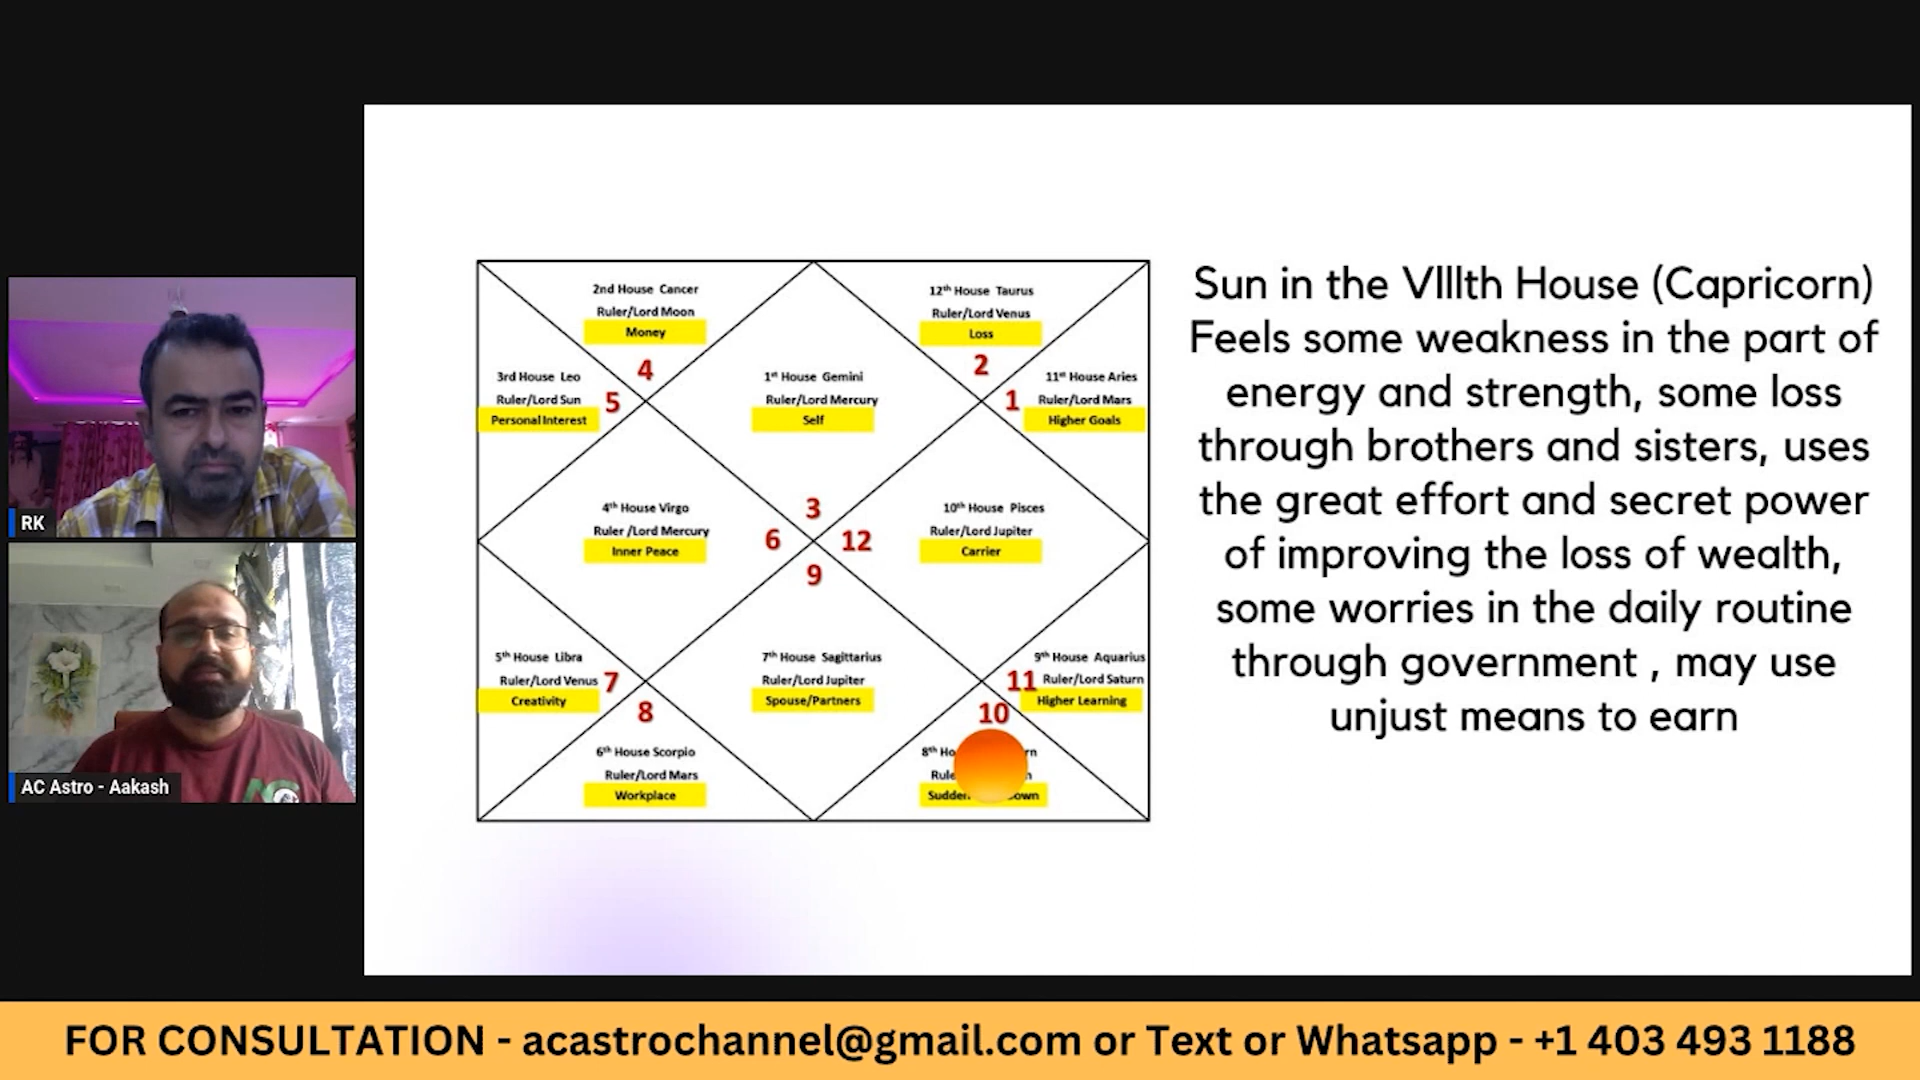 RK
AC Astro - Aakash
2nd House Cancer
Ruler/Lord Moon
Money
4
12th House Taurus
Ruler/Lord Venus
Loss
2
3rd House Leo
Ruler/Lord Sun
Personal Interest
5
1st House Gemini
Ruler/Lord Mercury
Self
1
11st House Aries
Ruler/Lord Mars
Higher Goals
4th House Virgo
Ruler /Lord Mercury
Inner Peace
3
6
12
9
10th House Pisces
Ruler/Lord Jupiter
Carrier
5th House Libra
Ruler/Lord Venus
Creativity
7
8
6th House Scorpio
Ruler/Lord Mars
Workplace
7th House Sagittarius
Ruler/Lord Jupiter
Spouse/Partners
9th House Aquarius
Ruler/Lord Saturn
Higher Learning
11
10
8th
Sun in the VIIIth House (Capricorn)
Feels some weakness in the part of
energy and strength, some loss
through brothers and sisters, uses
the great effort and secret power
of improving the loss of wealth,
some worries in the daily routine
through government , may use
unjust means to earn
FOR CONSULTATION - acastrochannel@gmail.com or Text or Whatsapp - +1 403 493 1188